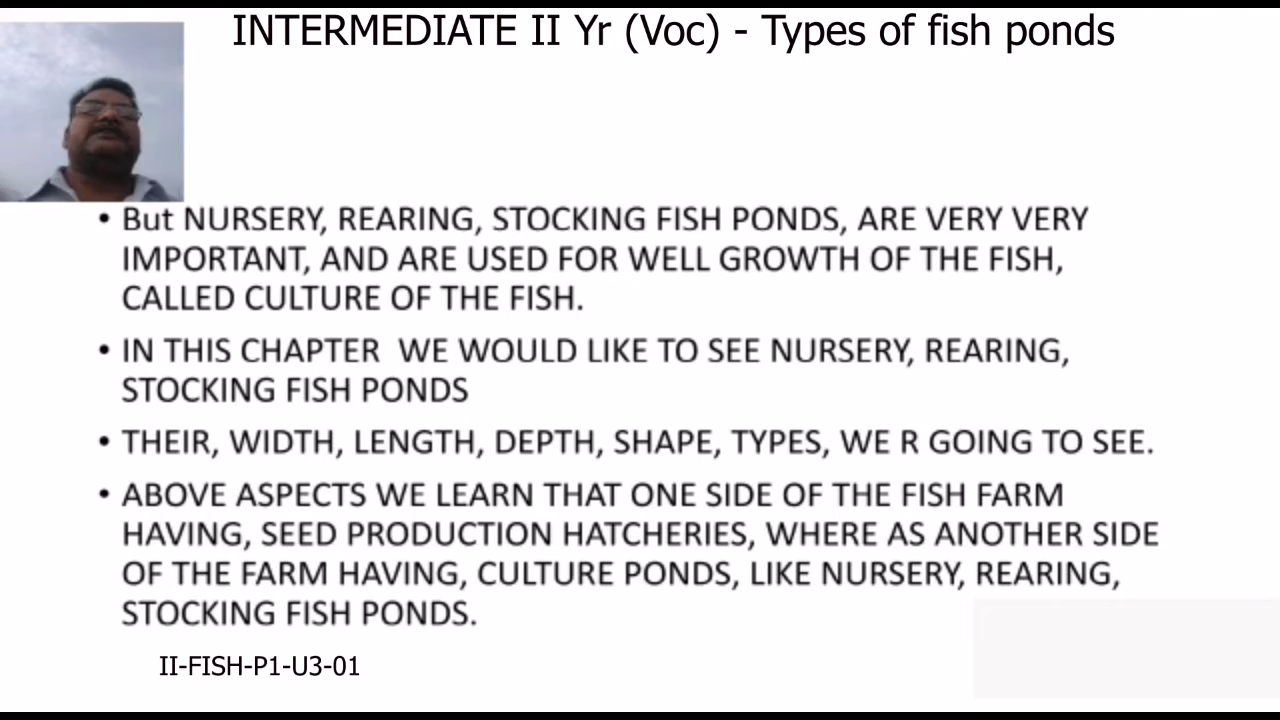 INTERMEDIATE II Yr (Voc) - Types of fish ponds
• But NURSERY, REARING, STOCKING FISH PONDS, ARE VERY VERY
IMPORTANT, AND ARE USED FOR WELL GROWTH OF THE FISH,
CALLED CULTURE OF THE FISH.
• IN THIS CHAPTER WE WOULD LIKE TO SEE NURSERY, REARING,
STOCKING FISH PONDS
• THEIR, WIDTH, LENGTH, DEPTH, SHAPE, TYPES, WE R GOING TO SEE.
• ABOVE ASPECTS WE LEARN THAT ONE SIDE OF THE FISH FARM
HAVING, SEED PRODUCTION HATCHERIES, WHERE AS ANOTHER SIDE
OF THE FARM HAVING, CULTURE PONDS, LIKE NURSERY, REARING,
STOCKING FISH PONDS.
II-FISH-P1-U3-01